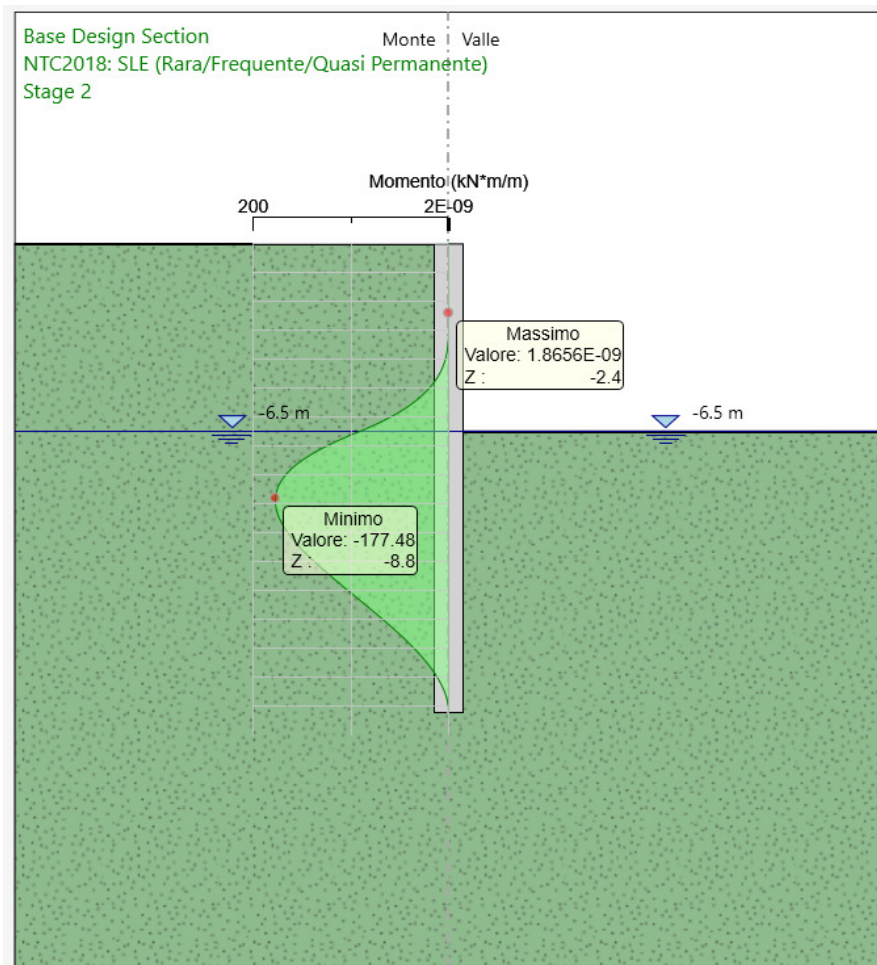 Base Design Section
Monte
Valle
NTC2018: SLE (Rara/Frequente/Quasi Permanente)
Stage 2
Momento (kN*m/m)
200
2E-09
Massimo
Valore: 1.8656E-09
Z : -2.4
-6.5 m
-6.5 m
Minimo
Valore: -177.48
Z : -8.8